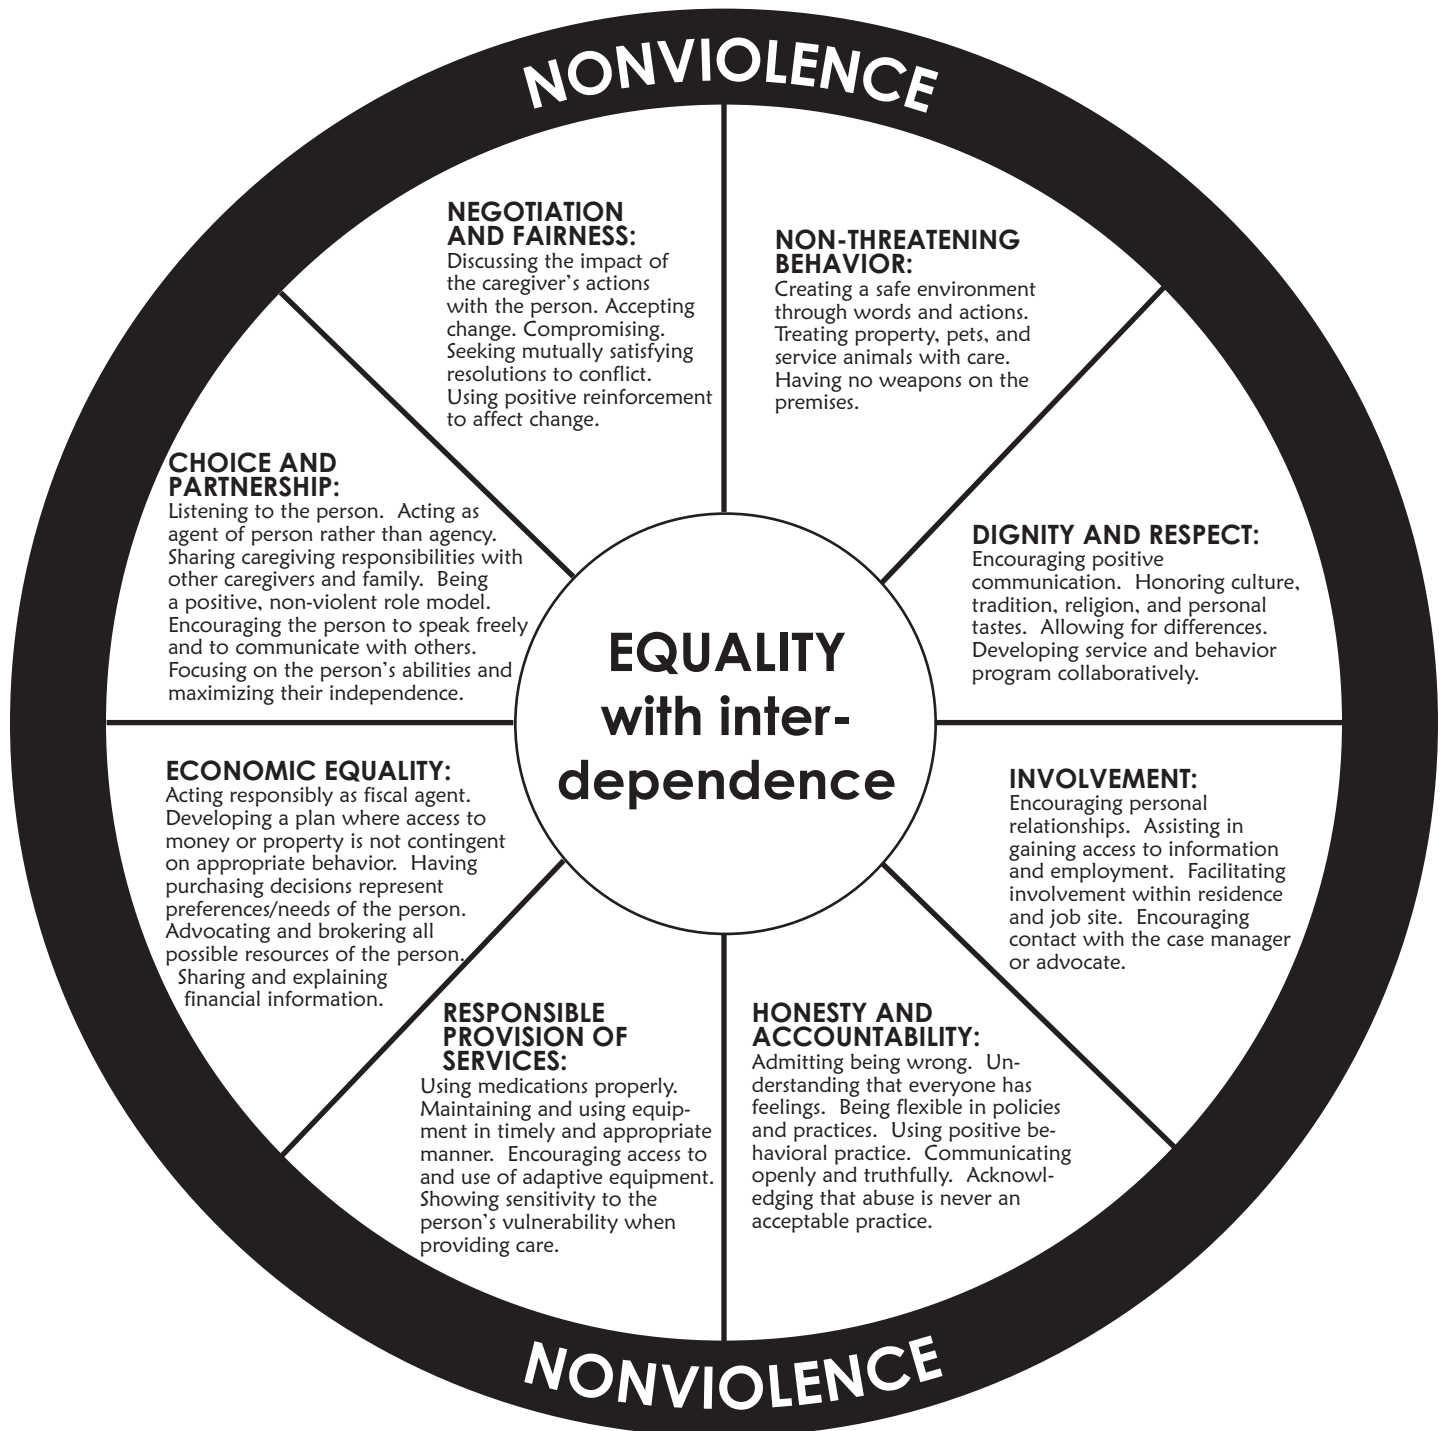 NONVIOLENCE
NEGOTIATION
AND FAIRNESS:
Discussing the impact of
the caregiver's actions
with the person. Accepting
change. Compromising.
Seeking mutually satisfying
resolutions to conflict.
Using positive reinforcement
to affect change.
NON-THREATENING
BEHAVIOR:
Creating a safe environment
through words and actions.
Treating property, pets, and
service animals with care.
Having no weapons on the
premises.
CHOICE AND
PARTNERSHIP:
Listening to the person.  Acting as
agent of person rather than agency.
Sharing caregiving responsibilities with
other caregivers and family.  Being
a positive, non-violent role model.
Encouraging the person to speak freely
and to communicate with others.
Focusing on the person's abilities and
maximizing their independence.
DIGNITY AND RESPECT:
Encouraging positive
communication.  Honoring culture,
tradition, religion, and personal
tastes.  Allowing for differences.
Developing service and behavior
program collaboratively.
EQUALITY
with inter-
dependence
ECONOMIC EQUALITY:
Acting responsibly as fiscal agent.
Developing a plan where access to
money or property is not contingent
on appropriate behavior.  Having
purchasing decisions represent
preferences/needs of the person.
Advocating and brokering all
possible resources of the person.
Sharing and explaining
financial information.
INVOLVEMENT:
Encouraging personal
relationships.  Assisting in
gaining access to information
and employment.  Facilitating
involvement within residence
and job site.  Encouraging
contact with the case manager
or advocate.
RESPONSIBLE
PROVISION OF
SERVICES:
Using medications properly.
Maintaining and using equip-
ment in timely and appropriate
manner.  Encouraging access to
and use of adaptive equipment.
Showing sensitivity to the
person's vulnerability when
providing care.
HONESTY AND
ACCOUNTABILITY:
Admitting being wrong.  Un-
derstanding that everyone has
feelings.  Being flexible in policies
and practices.  Using positive be-
havioral practice.  Communicating
openly and truthfully.  Acknowl-
edging that abuse is never an
acceptable practice.
NONVIOLENCE